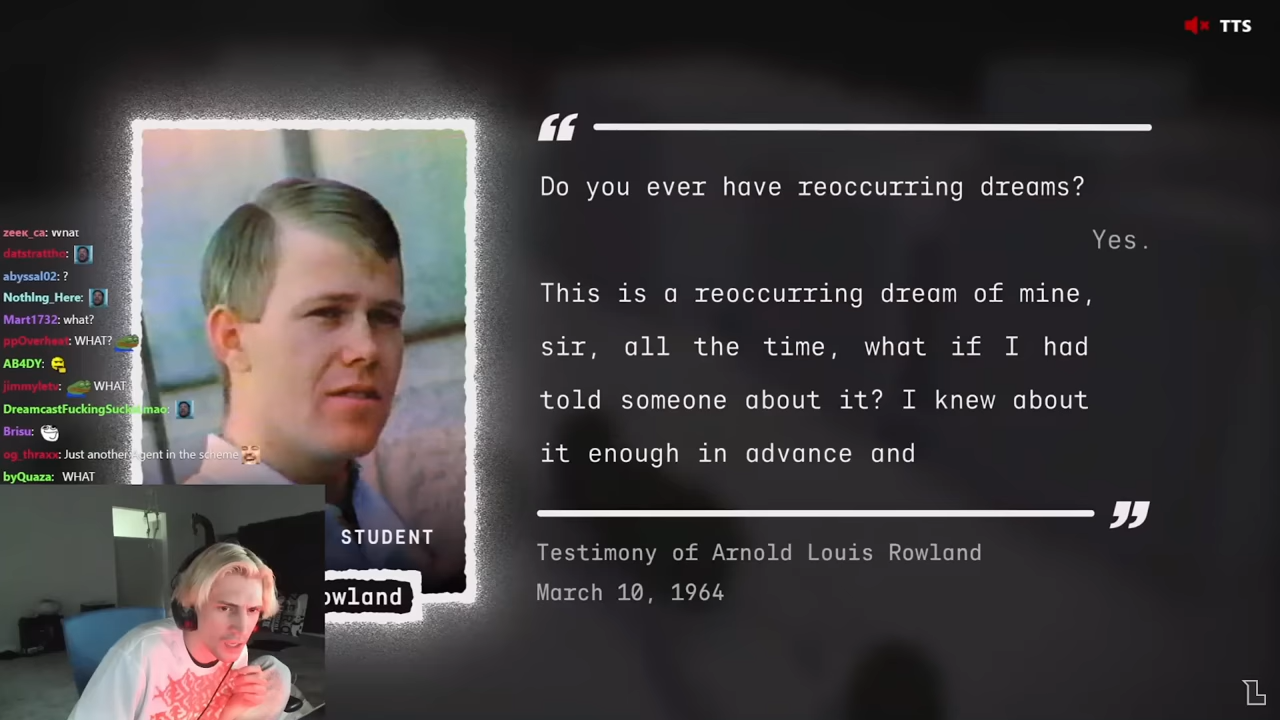 TTS
Do you ever have reoccurring dreams?
Yes.
This is a reoccurring dream of mine,
sir, all the time, what if I had
told someone about it? I knew about
it enough in advance and
Testimony of Arnold Louis Rowland
March 10, 1964
STUDENT
owland
zeeK_ca: what
datstrattho:
abyssal02: ?
Nothlng_Here:
Mart1732: what?
ppOverheat: WHAT?
AB4DY:
jimmyletv: WHAT
Brisu:
og_thraxx: Just another agent in the scheme
byQuaza: WHAT